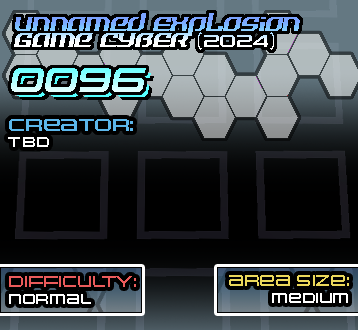 Unnamed Explosion
Game Cyber (2024)
0096
Creator:
TBD
Difficulty:
Normal
Area Size:
Medium